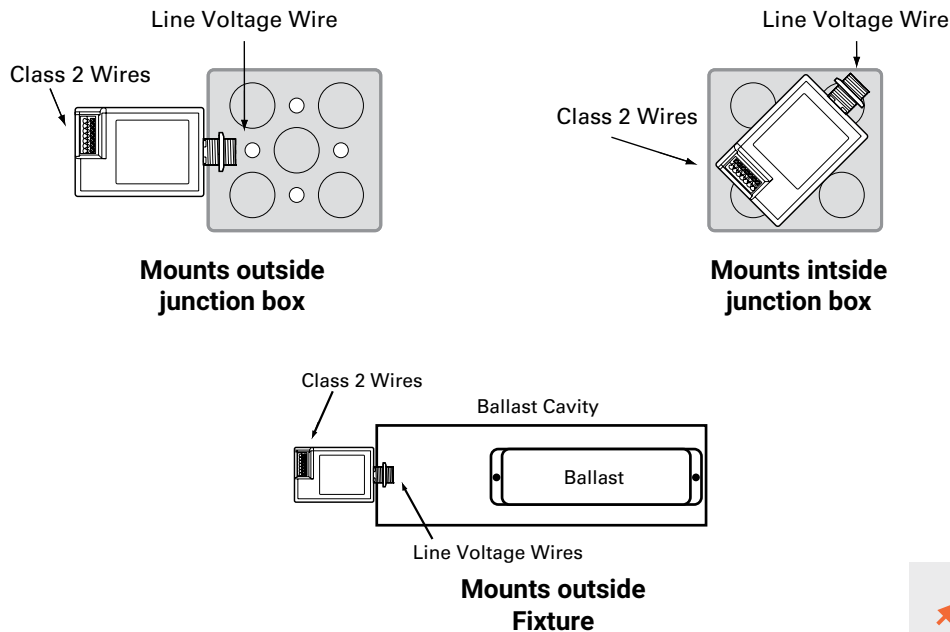 Line Voltage Wire
Class 2 Wires
Mounts outside
junction box
Line Voltage Wire
Class 2 Wires
Mounts intside
junction box
Class 2 Wires
Ballast Cavity
Ballast
Line Voltage Wires
Mounts outside
Fixture